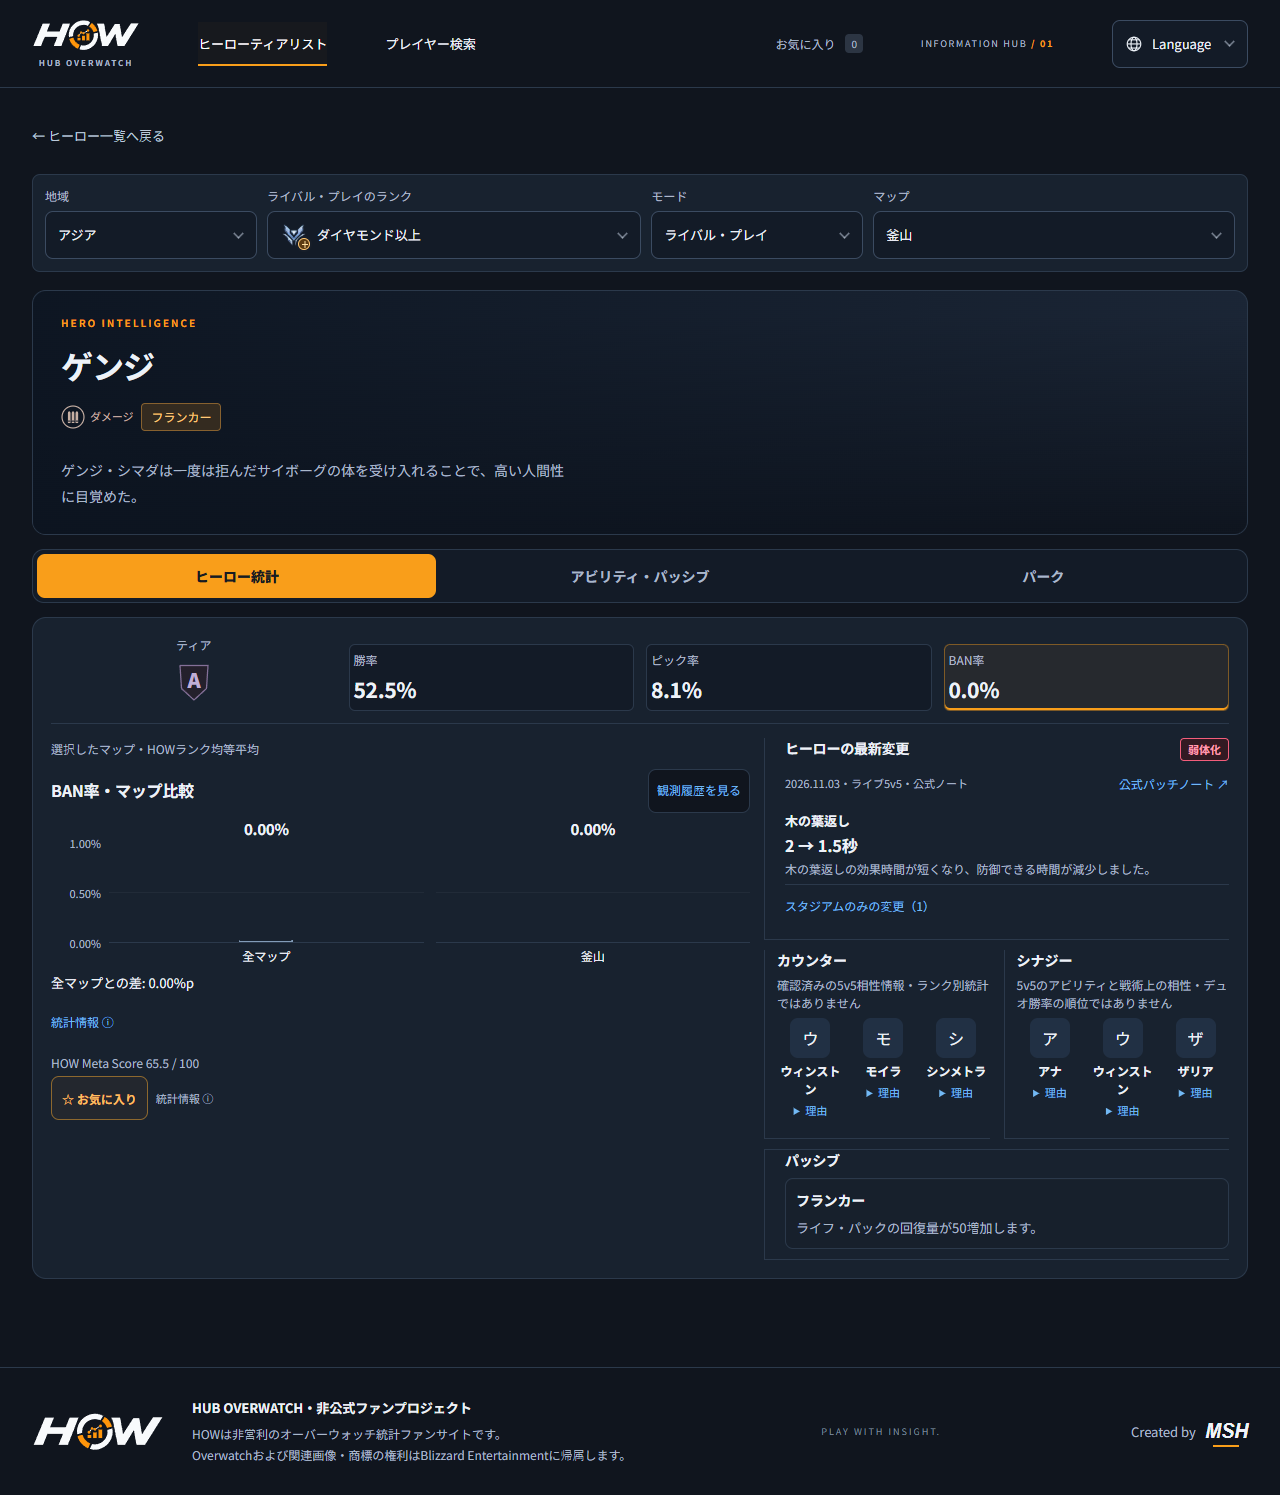 HOW
HUB OVERWATCH
ヒーローティアリスト
プレイヤー検索
お気に入り 0
INFORMATION HUB / 01
Language
← ヒーロー一覧へ戻る
地域
ライバル・プレイのランク
モード
マップ
アジア
ダイヤモンド以上
ライバル・プレイ
釜山
HERO INTELLIGENCE
ゲンジ
ダメージ
フランカー
ゲンジ・シマダは一度は拒んだサイボーグの体を受け入れることで、高い人間性
に目覚めた。
ヒーロー統計
アビリティ・パッシブ
パーク
ティア
A
勝率
52.5%
ピック率
8.1%
BAN率
0.0%
選択したマップ・HOWランク均等平均
BAN率・マップ比較
観測履歴を見る
0.00%
0.00%
1.00%
0.50%
0.00%
全マップ
釜山
全マップとの差: 0.00%p
統計情報 ⓘ
HOW Meta Score 65.5 / 100
☆ お気に入り
統計情報 ⓘ
ヒーローの最新変更
弱体化
2026.11.03・ライブ5v5・公式ノート
公式パッチノート ↗
木の葉返し
2 → 1.5秒
木の葉返しの効果時間が短くなり、防御できる時間が減少しました。
スタジアムのみの変更（1）
カウンター
確認済みの5v5相性情報・ランク別統計
ではありません
ウ
モ
シ
ウィンスト
ン
モイラ
シンメトラ
▶ 理由
▶ 理由
▶ 理由
シナジー
5v5のアビリティと戦術上の相性・デュ
オ勝率の順位ではありません
ア
ウ
ザ
アナ
ウィンスト
ン
ザリア
▶ 理由
▶ 理由
▶ 理由
パッシブ
フランカー
ライフ・パックの回復量が50増加します。
HOW
HUB OVERWATCH・非公式ファンプロジェクト
HOWは非営利のオーバーウォッチ統計ファンサイトです。
Overwatchおよび関連画像・商標の権利はBlizzard Entertainmentに帰属します。
PLAY WITH INSIGHT.
Created by MSH